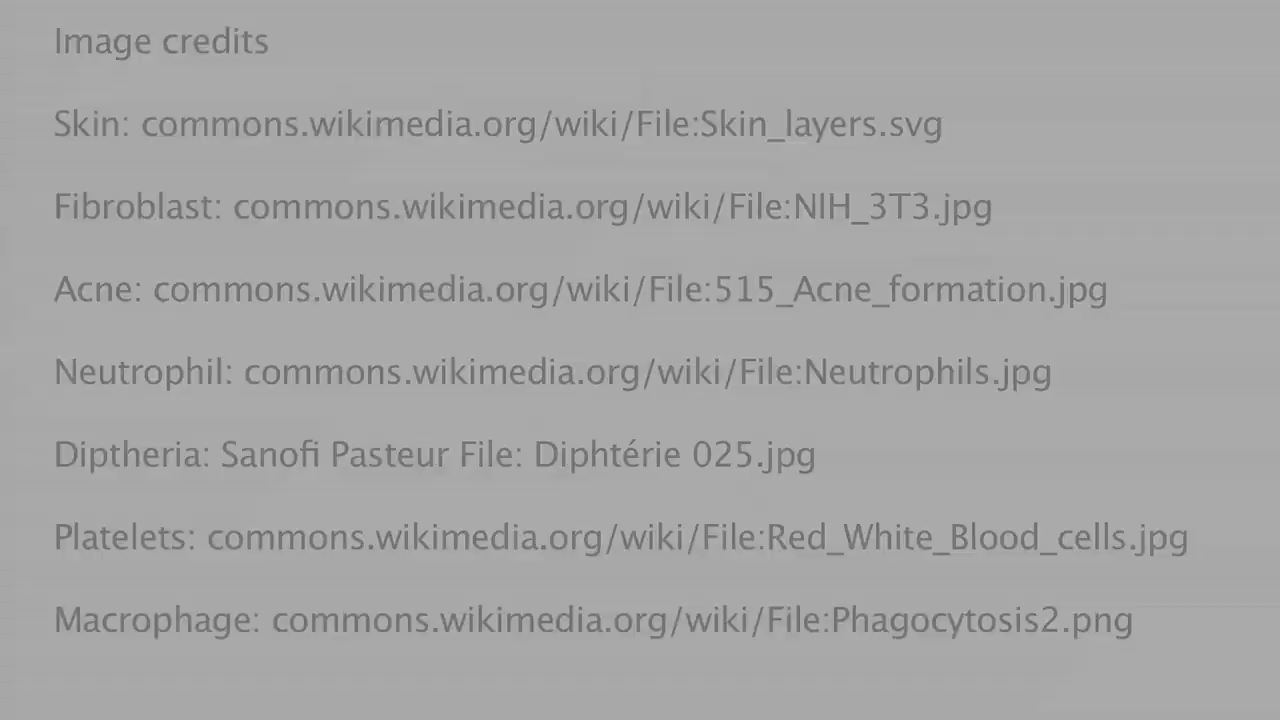 Image credits
Skin: commons.wikimedia.org/wiki/File:Skin_layers.svg
Fibroblast: commons.wikimedia.org/wiki/File:NIH_3T3.jpg
Acne: commons.wikimedia.org/wiki/File:515_Acne_formation.jpg
Neutrophil: commons.wikimedia.org/wiki/File:Neutrophils.jpg
Diptheria: Sanofi Pasteur File: Diphtérie 025.jpg
Platelets: commons.wikimedia.org/wiki/File:Red_White_Blood_cells.jpg
Macrophage: commons.wikimedia.org/wiki/File:Phagocytosis2.png